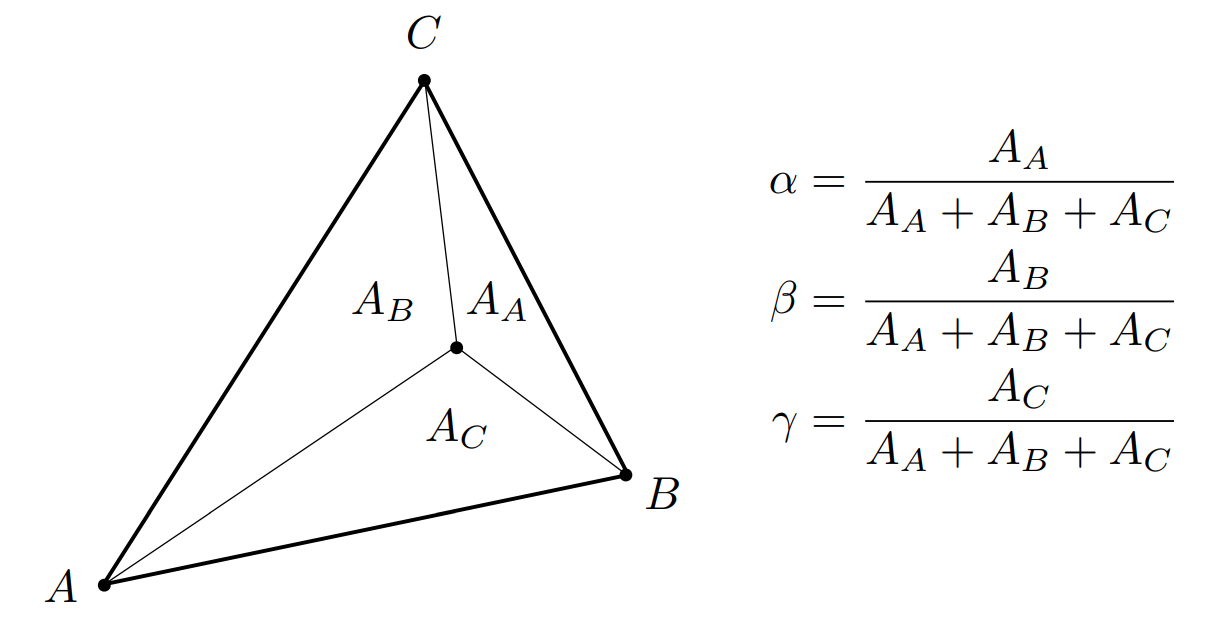 C
A_B A_A
A_C
B
A
α = A_A / (A_A + A_B + A_C)
β = A_B / (A_A + A_B + A_C)
γ = A_C / (A_A + A_B + A_C)